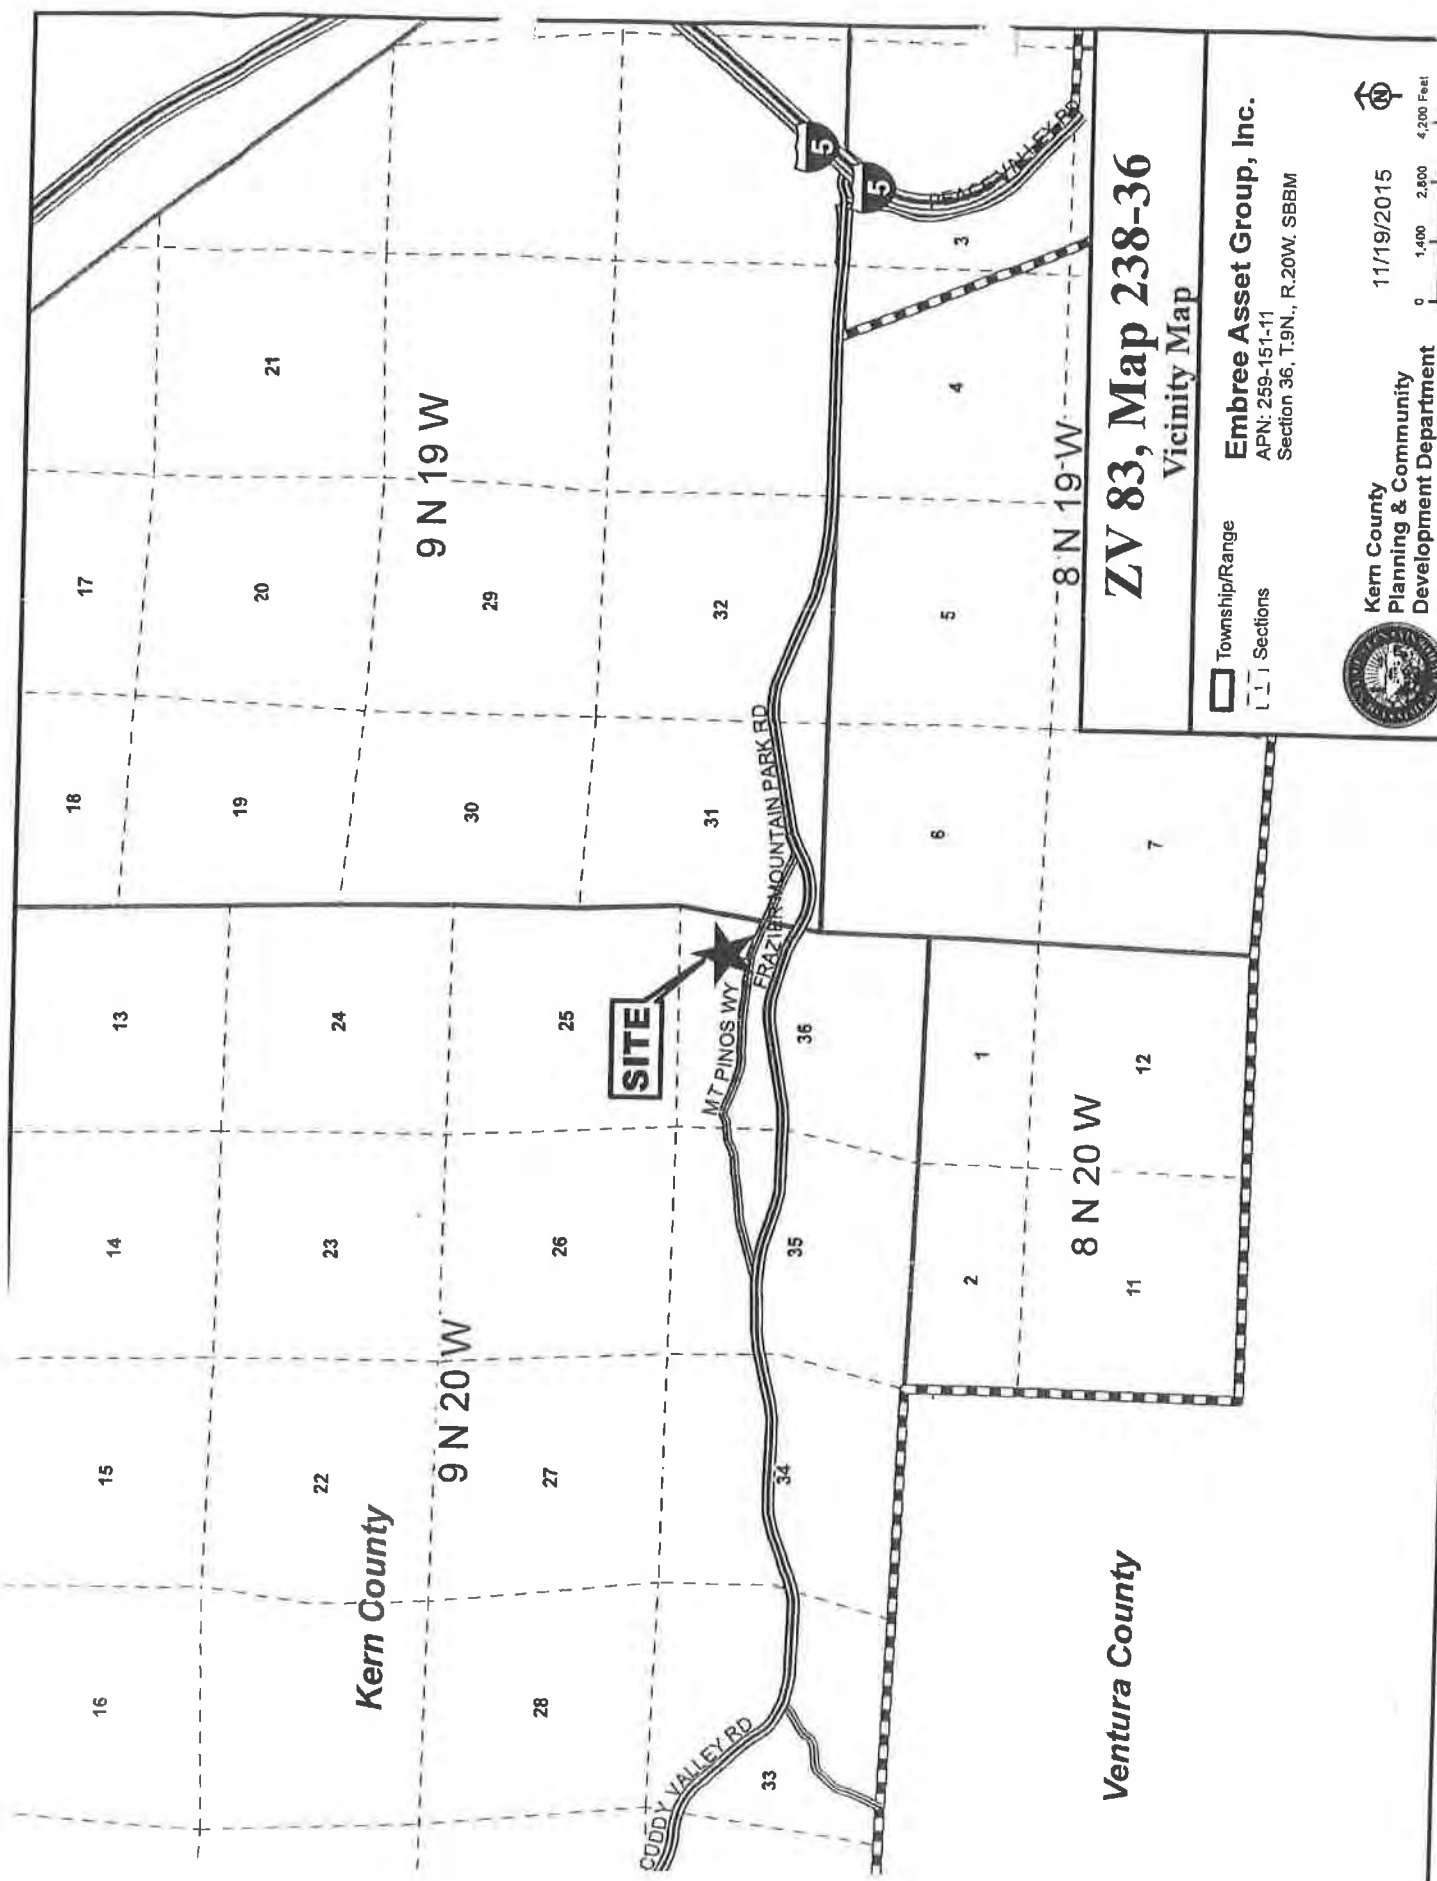 16
15
14
13
18
17
Kern County
22
23
24
19
20
21
9 N 20 W
9 N 19 W
28
27
26
25
30
29
SITE
CUDDY VALLEY RD
MT PINOS WY
FRAZIER MOUNTAIN PARK RD
33
34
35
36
31
32
5
5
PEACE VALLEY RD
2
1
6
5
4
3
8 N 20 W
8 N 19 W
11
12
7
Ventura County
ZV 83, Map 238-36
Vicinity Map
Township/Range
1 Sections
Embree Asset Group, Inc.
APN: 259-151-11
Section 36, T.9N., R.20W. SBBM
Kern County
Planning & Community
Development Department
11/19/2015
N
0 1,400 2,800 4,200 Feet